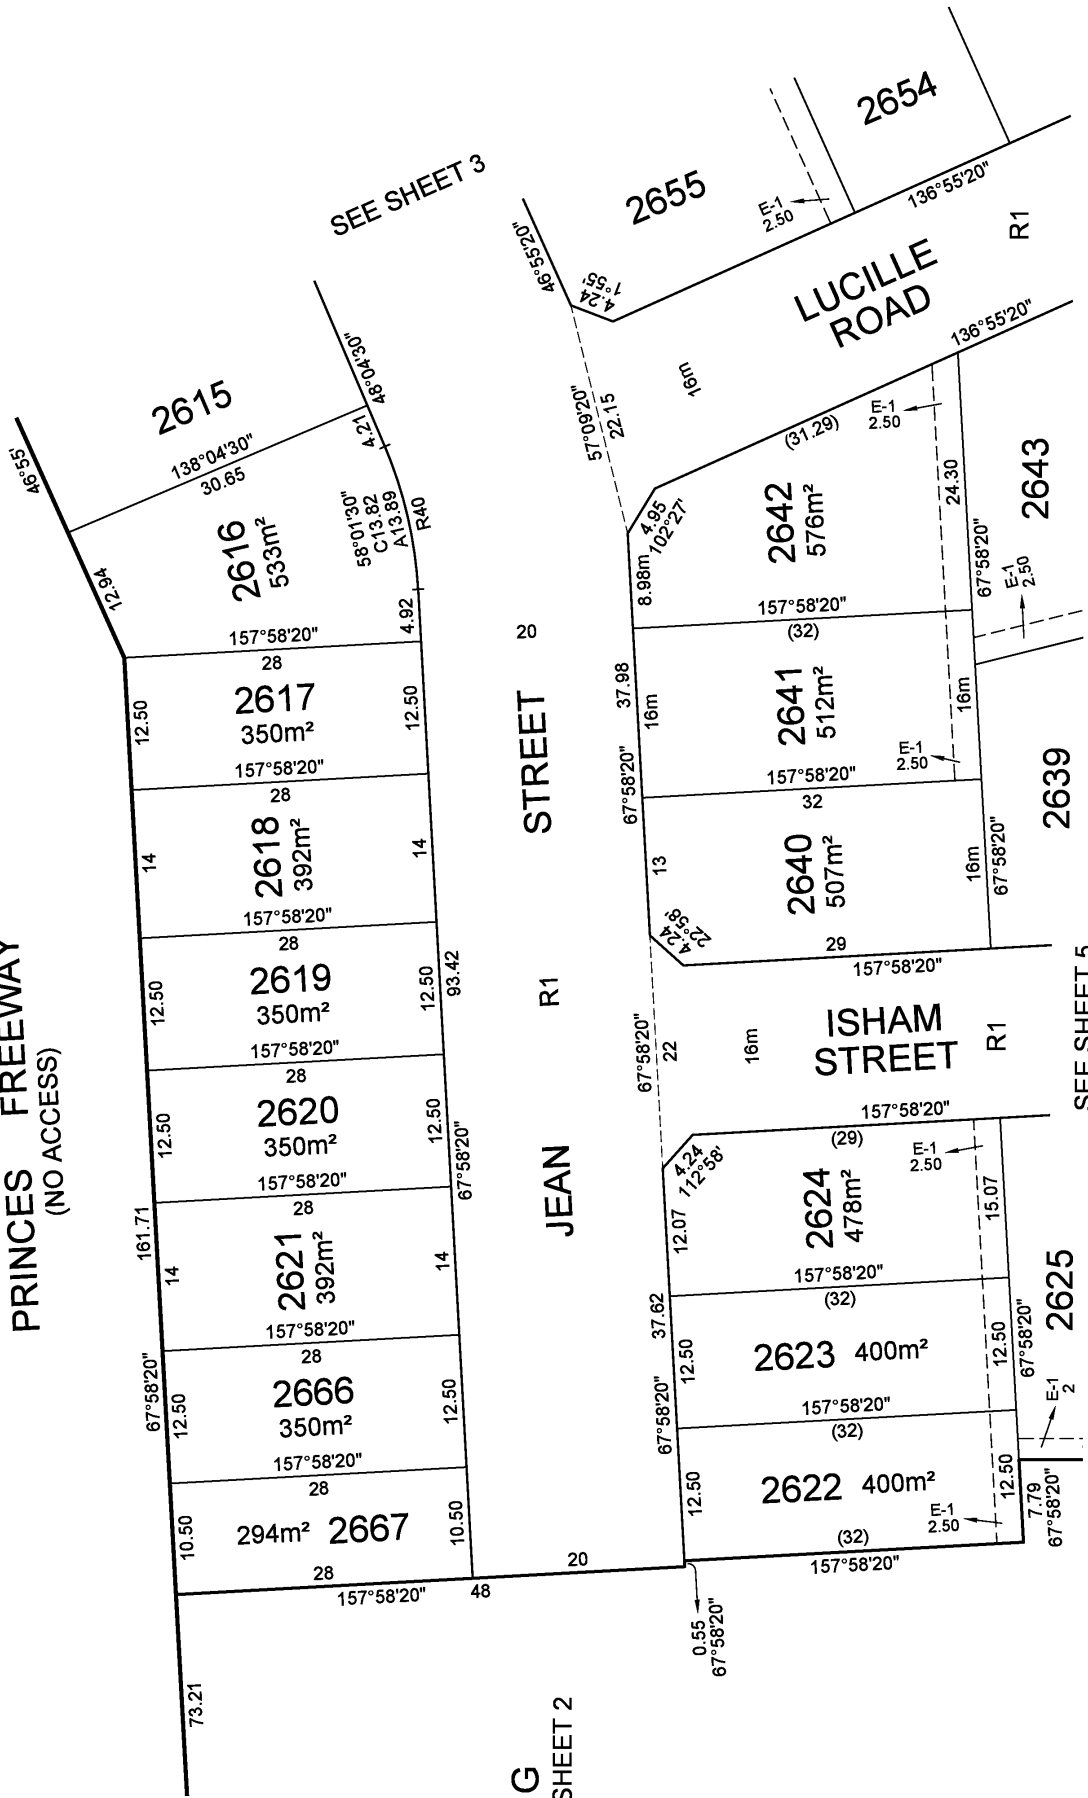 2654
136°55'20"
SEE SHEET 3
2655
E-1
2.50
R1
46°55'20"
4.24
1°55'
LUCILLE
ROAD
136°55'20"
2615
48°04'30"
138°04'30"
30.65
4.21
46°55'
57°09'20"
22.15
16m
(31.29)
E-1
2.50
2616
533m²
58°01'30"
C13.82
A13.89
R40
4.95
102°27'
2642
576m²
24.30
2643
12.94
8.98m
67°58'20"
E-1
2.50
157°58'20"
4.92
20
157°58'20"
(32)
28
2617
350m²
12.50
12.50
37.98
16m
2641
512m²
16m
157°58'20"
28
STREET
67°58'20"
157°58'20"
E-1
2.50
32
2639
14
2618
392m²
14
13
2640
507m²
16m
67°58'20"
157°58'20"
28
4.24
22°58'
29
157°58'20"
PRINCES FREEWAY
(NO ACCESS)
12.50
2619
350m²
12.50
93.42
R1
157°58'20"
28
67°58'20"
22
16m
ISHAM
STREET
R1
SEE SHEET 5
12.50
2620
350m²
12.50
67°58'20"
157°58'20"
28
157°58'20"
(29)
4.24
112°58'
E-1
2.50
161.71
14
2621
392m²
14
JEAN
12.07
2624
478m²
15.07
157°58'20"
28
157°58'20"
(32)
2625
67°58'20"
12.50
2666
350m²
12.50
37.62
12.50
2623 400m²
12.50
67°58'20"
157°58'20"
28
67°58'20"
157°58'20"
(32)
E-1
2
10.50
294m² 2667
10.50
12.50
2622 400m²
12.50
E-1
2.50
7.79
67°58'20"
28
157°58'20"
48
20
(32)
157°58'20"
0.55
67°58'20"
73.21
G
SHEET 2